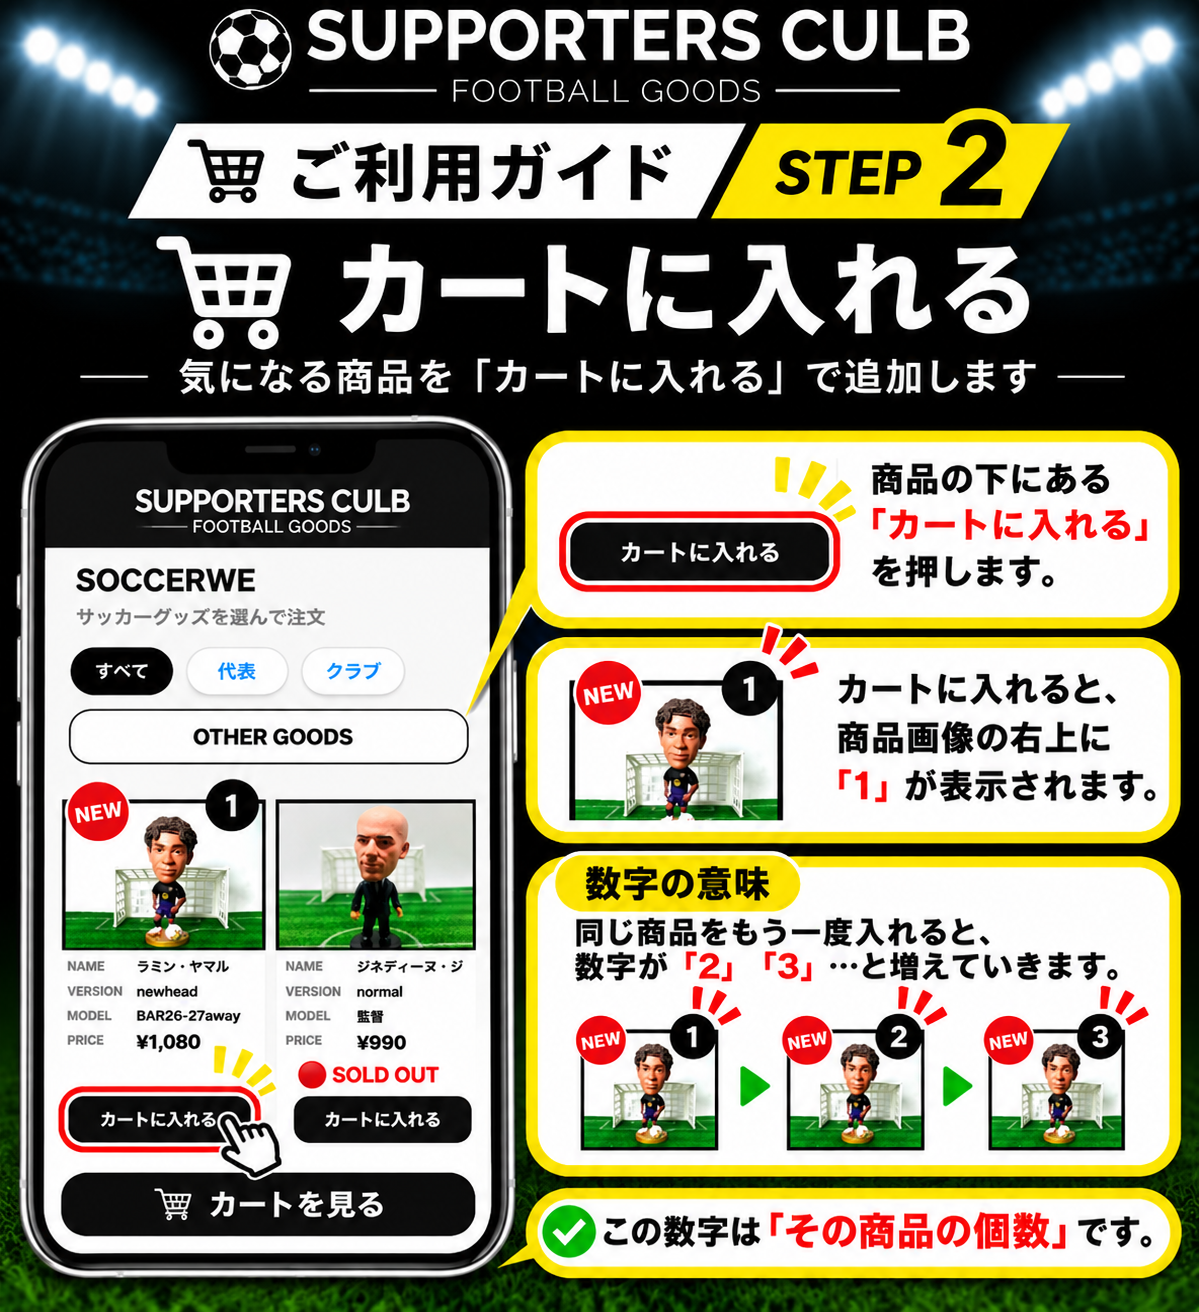 SUPPORTERS CULB
FOOTBALL GOODS
ご利用ガイド
STEP 2
カートに入れる
気になる商品を「カートに入れる」で追加します
SUPPORTERS CULB
FOOTBALL GOODS
SOCCERWE
サッカーグッズを選んで注文
すべて 代表 クラブ
OTHER GOODS
NEW 1
NAME ラミン・ヤマル
VERSION newhead
MODEL BAR26-27away
PRICE ¥1,080
カートに入れる
NAME ジネディーヌ・ジ
VERSION normal
MODEL 監督
PRICE ¥990
SOLD OUT
カートに入れる
カートを見る
カートに入れる
商品の下にある
「カートに入れる」
を押します。
NEW 1
カートに入れると、
商品画像の右上に
「1」が表示されます。
数字の意味
同じ商品をもう一度入れると、
数字が「2」「3」…と増えていきます。
NEW 1
NEW 2
NEW 3
この数字は「その商品の個数」です。